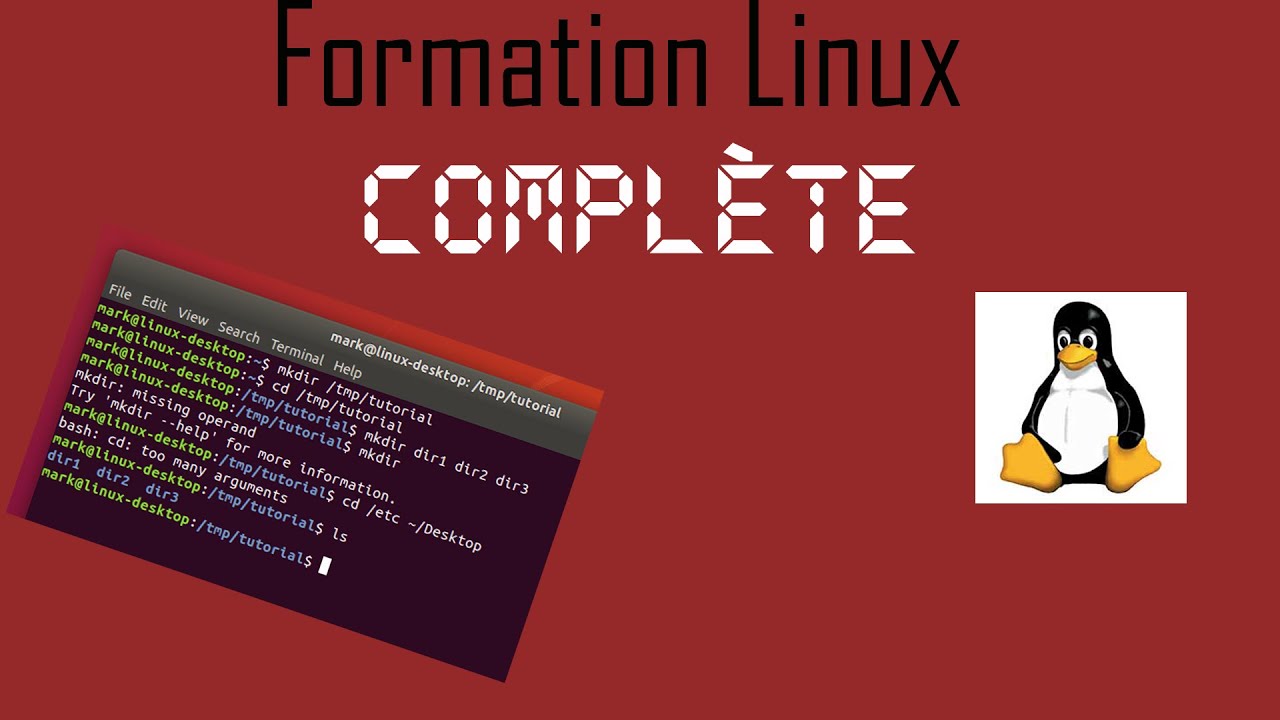 Formation Linux
COMPLÈTE
mark@linux-desktop: /tmp/tutorial
File Edit View Search Terminal Help
mark@linux-desktop:~$ mkdir /tmp/tutorial
mark@linux-desktop:~$ cd /tmp/tutorial
mark@linux-desktop:/tmp/tutorial$ mkdir dir1 dir2 dir3
mark@linux-desktop:/tmp/tutorial$ mkdir
mkdir: missing operand
Try 'mkdir --help' for more information.
mark@linux-desktop:/tmp/tutorial$ cd /etc ~/Desktop
bash: cd: too many arguments
mark@linux-desktop:/tmp/tutorial$ ls
dir1 dir2 dir3
mark@linux-desktop:/tmp/tutorial$